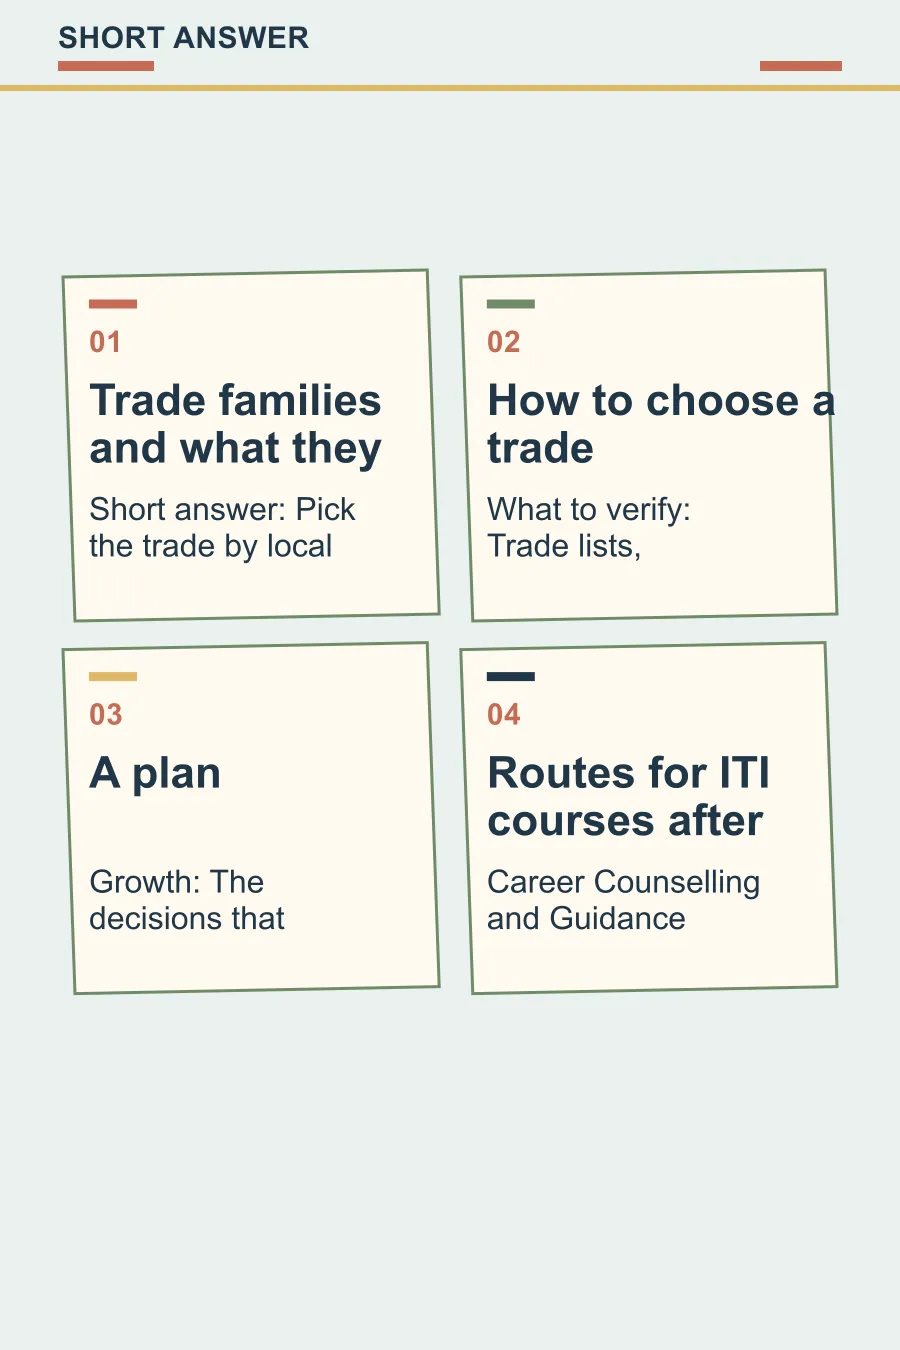 SHORT ANSWER
01
Trade families
and what they
Short answer: Pick
the trade by local
02
How to choose a
trade
What to verify:
Trade lists,
03
A plan
Growth: The
decisions that
04
Routes for ITI
courses after
Career Counselling
and Guidance